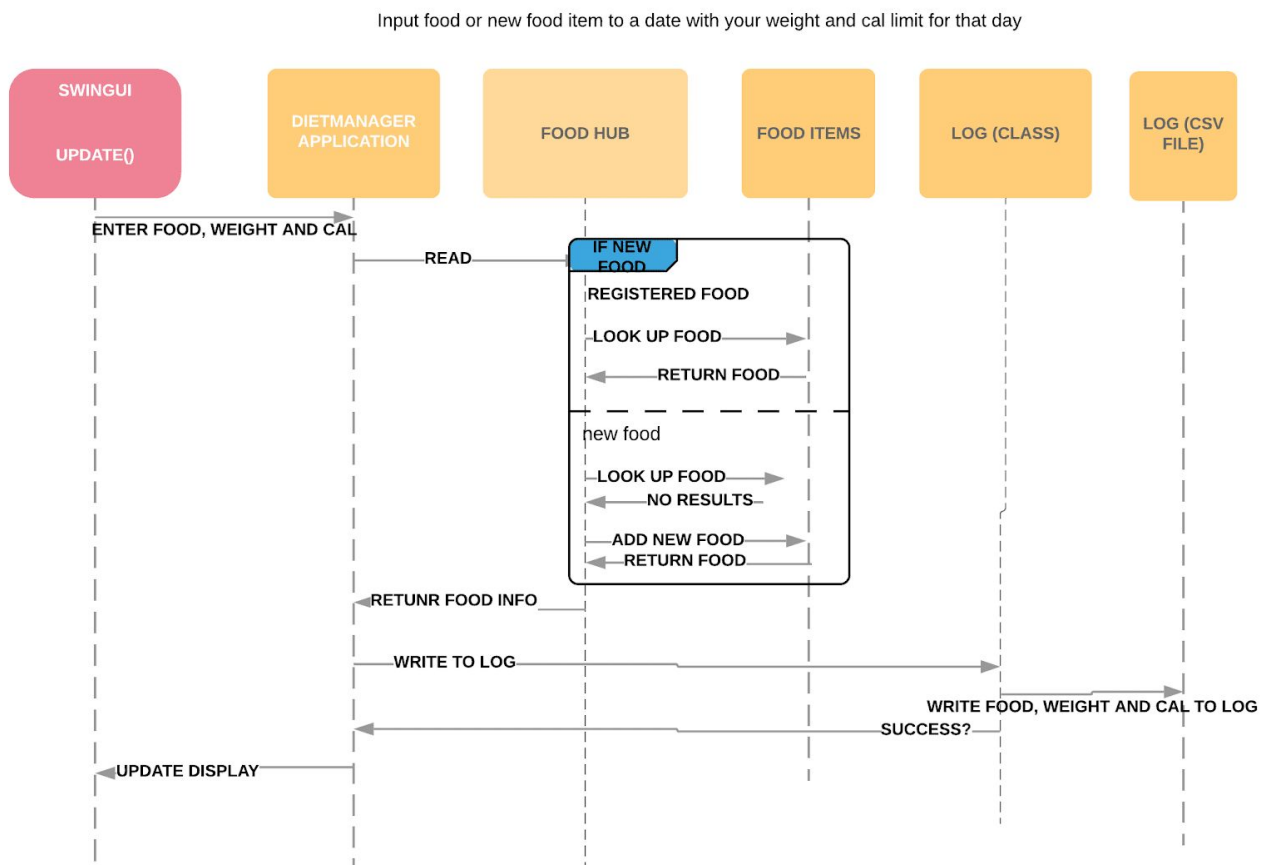 Input food or new food item to a date with your weight and cal limit for that day
SWINGUI
UPDATE()
DIETMANAGER
APPLICATION
FOOD HUB
FOOD ITEMS
LOG (CLASS)
LOG (CSV
FILE)
ENTER FOOD, WEIGHT AND CAL
READ
IF NEW
FOOD
REGISTERED FOOD
LOOK UP FOOD
RETURN FOOD
new food
LOOK UP FOOD
NO RESULTS
ADD NEW FOOD
RETURN FOOD
RETUNR FOOD INFO
WRITE TO LOG
WRITE FOOD, WEIGHT AND CAL TO LOG
SUCCESS?
UPDATE DISPLAY